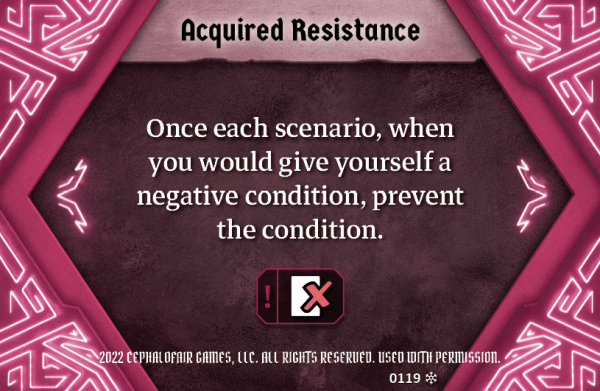 Acquired Resistance
Once each scenario, when
you would give yourself a
negative condition, prevent
the condition.
!
2022 CEPHALOFAIR GAMES, LLC. ALL RIGHTS RESERVED. USED WITH PERMISSION.
0119 ❄